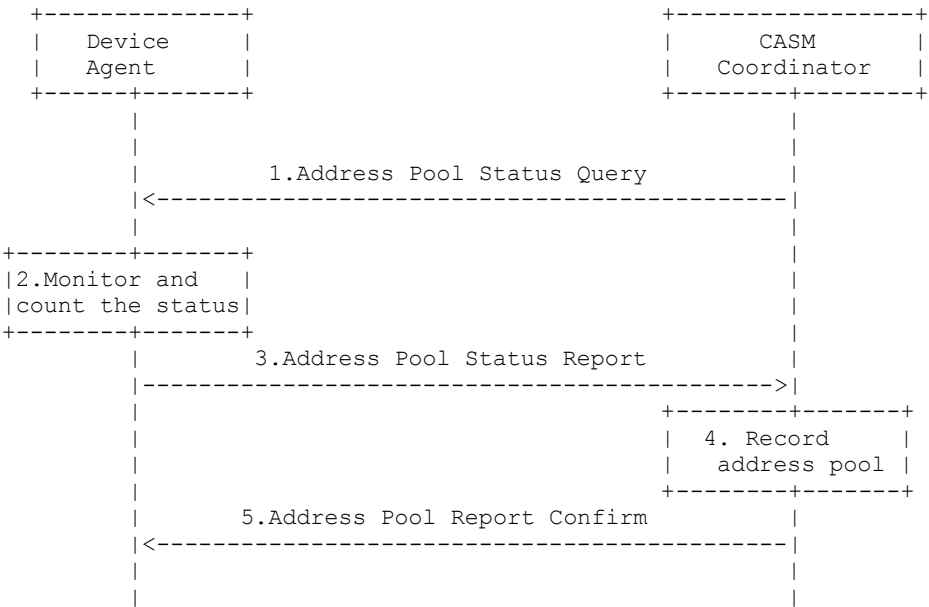 Device
Agent
CASM
Coordinator
1.Address Pool Status Query
2.Monitor and
count the status
3.Address Pool Status Report
4. Record
address pool
5.Address Pool Report Confirm